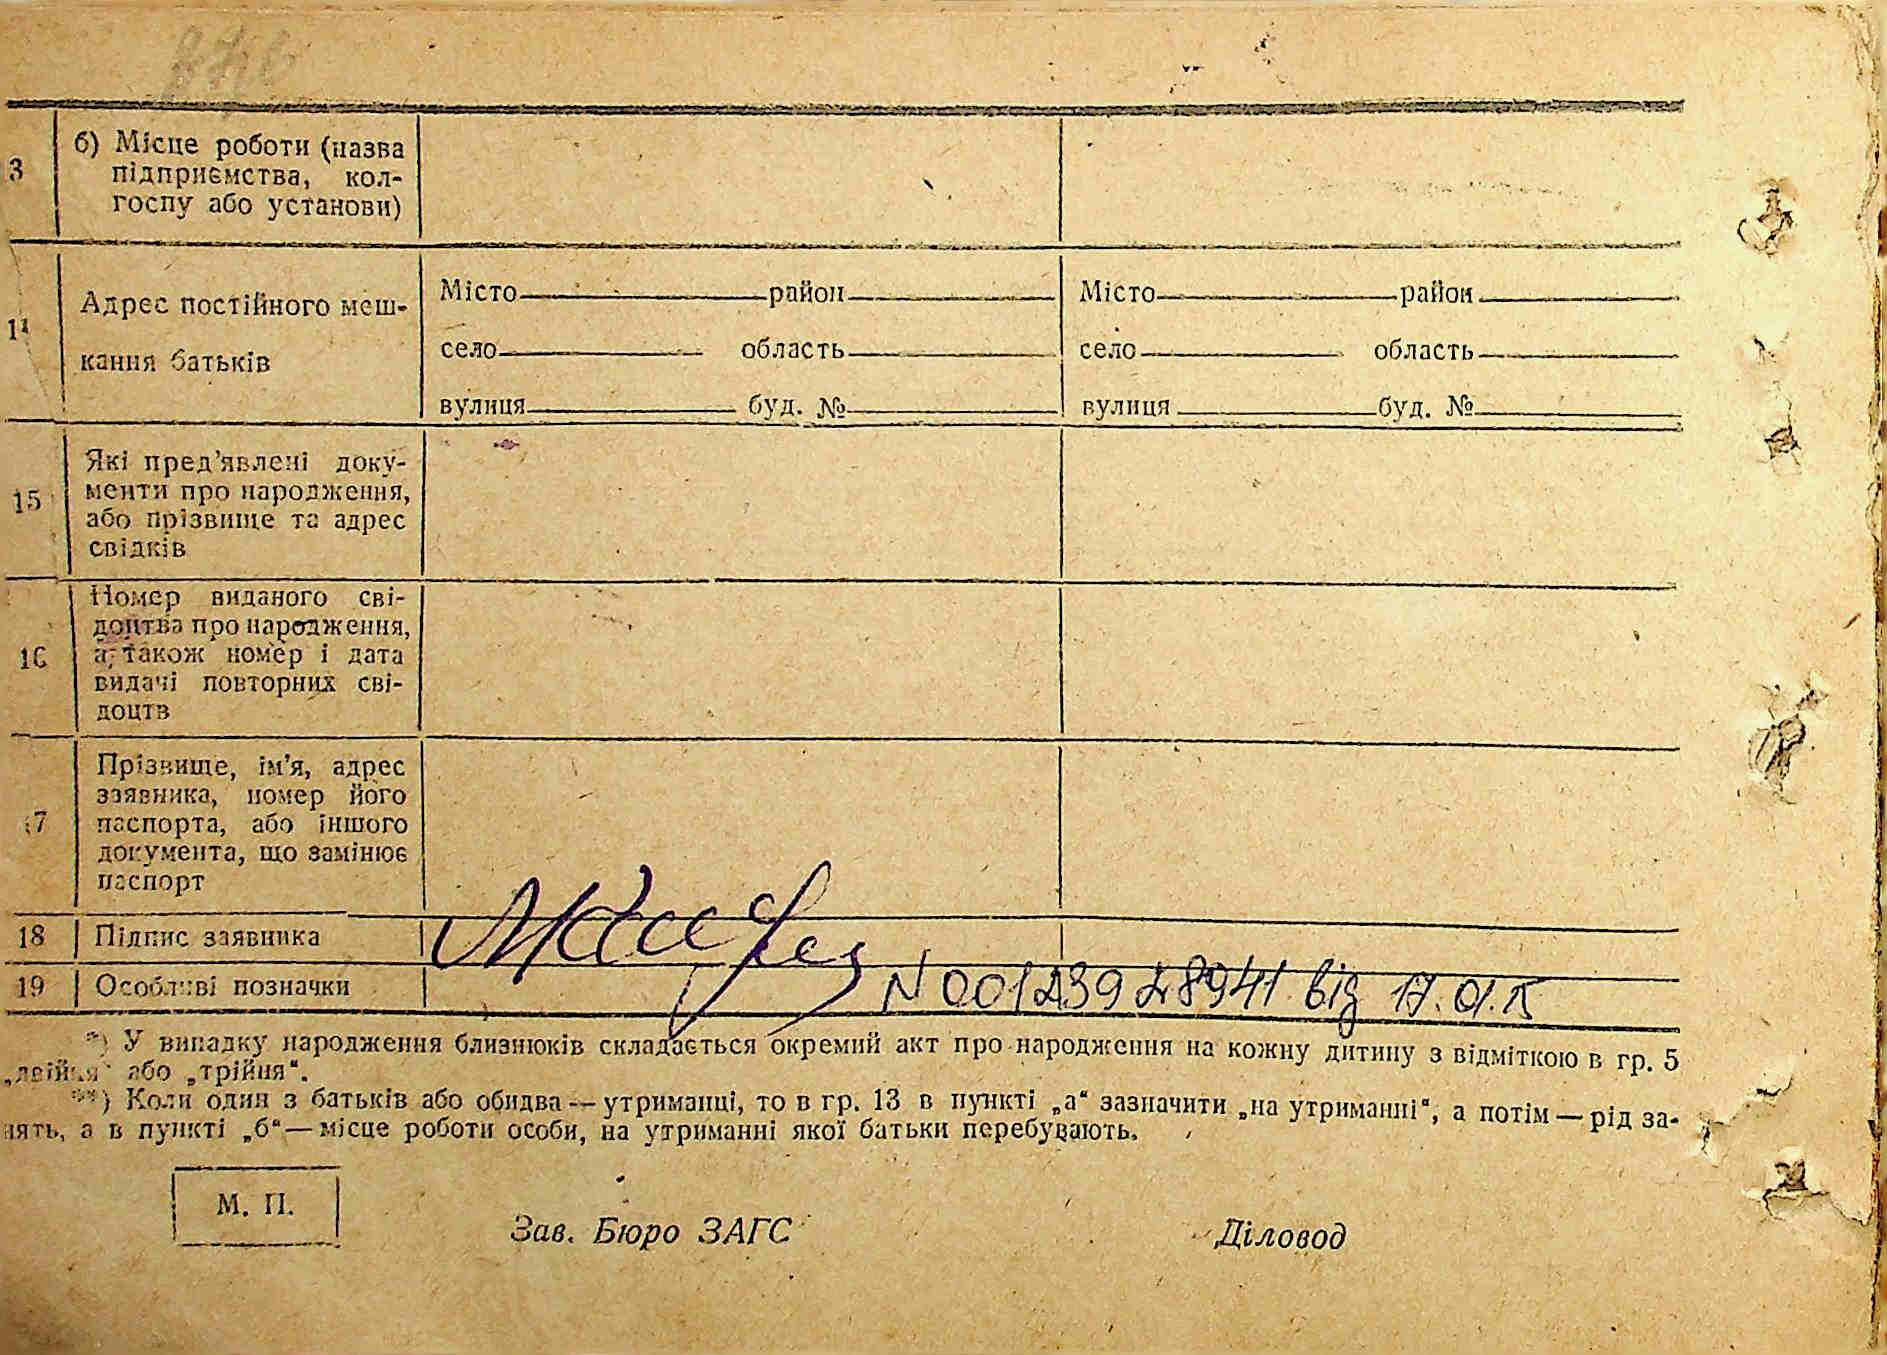 3
б) Місце роботи (назва
підприємства, кол-
госпу або установи)
14
Адрес постійного меш-
кання батьків
Місто район
село область
вулиця буд. №
Місто район
село область
вулиця буд. №
15
Які пред’явлені доку-
менти про народження,
або прізвище та адрес
свідків
16
Номер виданого сві-
доцтва про народження,
а також номер і дата
видачі повторних сві-
доцтв
17
Прізвище, ім’я, адрес
заявника, номер його
паспорта, або іншого
документа, що замінює
паспорт
18 Підпис заявника
19 Особливі позначки
N 00123928941 від 17.01.15
*) У випадку народження близнюків складається окремий акт про народження на кожну дитину з відміткою в гр. 5
„двійня“ або „трійня“.
**) Коли один з батьків або обидва — утриманці, то в гр. 13 в пункті „а“ зазначити „на утриманні“, а потім — рід за-
нять, а в пункті „б“ — місце роботи особи, на утриманні якої батьки перебувають.
М. П.
Зав. Бюро ЗАГС
Діловод